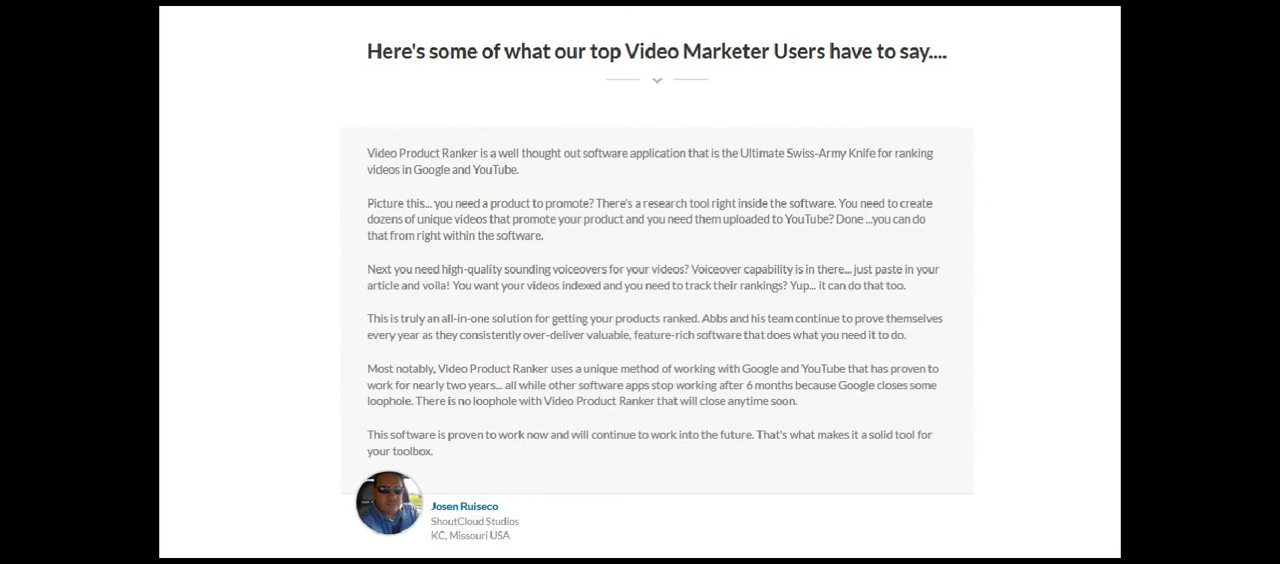 Here's some of what our top Video Marketer Users have to say....
Video Product Ranker is a well thought out software application that is the Ultimate Swiss-Army Knife for ranking
videos in Google and YouTube.
Picture this... you need a product to promote? There's a research tool right inside the software. You need to create
dozens of unique videos that promote your product and you need them uploaded to YouTube? Done ...you can do
that from right within the software.
Next you need high-quality sounding voiceovers for your videos? Voiceover capability is in there... just paste in your
article and voila! You want your videos indexed and you need to track their rankings? Yup... it can do that too.
This is truly an all-in-one solution for getting your products ranked. Abbs and his team continue to prove themselves
every year as they consistently over-deliver valuable, feature-rich software that does what you need it to do.
Most notably, Video Product Ranker uses a unique method of working with Google and YouTube that has proven to
work for nearly two years... all while other software apps stop working after 6 months because Google closes some
loophole. There is no loophole with Video Product Ranker that will close anytime soon.
This software is proven to work now and will continue to work into the future. That's what makes it a solid tool for
your toolbox.
Josen Ruiseco
ShoutCloud Studios
KC, Missouri USA